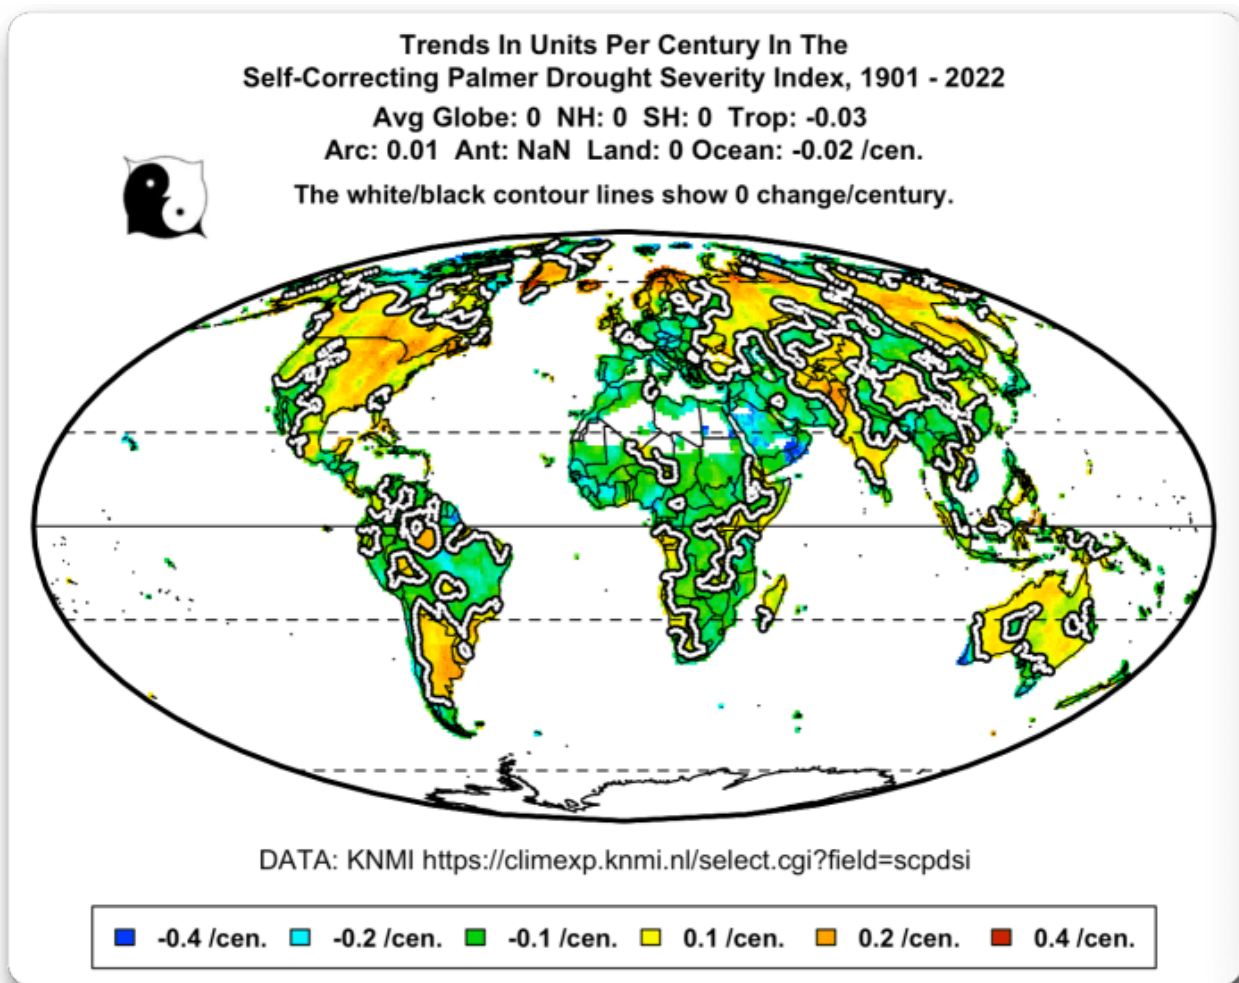 Trends In Units Per Century In The
Self-Correcting Palmer Drought Severity Index, 1901 - 2022
Avg Globe: 0 NH: 0 SH: 0 Trop: -0.03
Arc: 0.01 Ant: NaN Land: 0 Ocean: -0.02 /cen.
The white/black contour lines show 0 change/century.
DATA: KNMI https://climexp.knmi.nl/select.cgi?field=scpdsi
-0.4 /cen. -0.2 /cen. -0.1 /cen. 0.1 /cen. 0.2 /cen. 0.4 /cen.